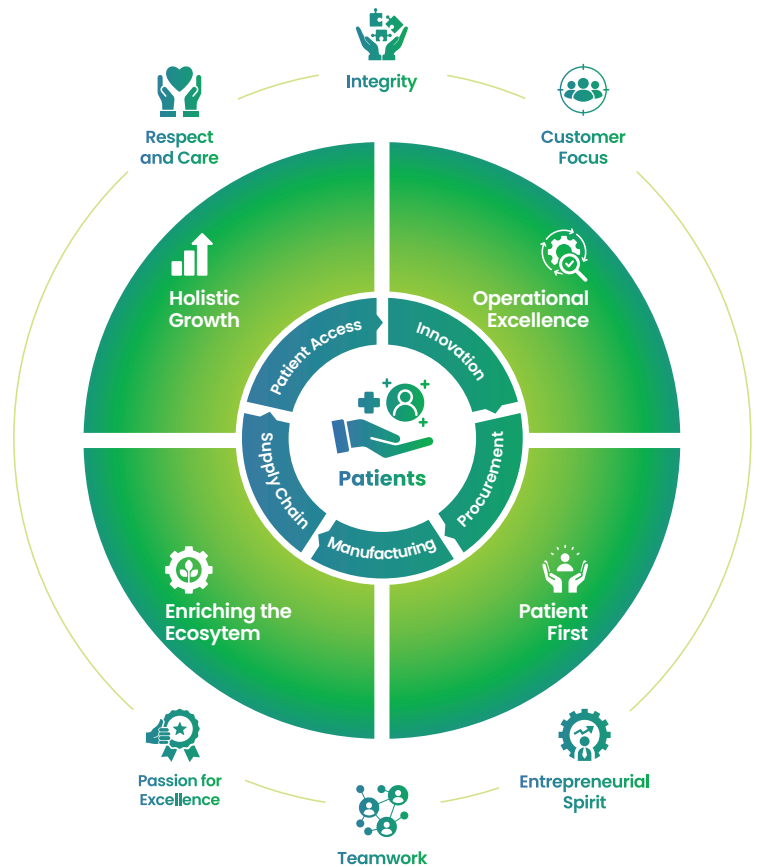 Integrity
Respect
and Care
Customer
Focus
Holistic
Growth
Operational
Excellence
Patient Access
Innovation
Supply Chain
Procurement
Manufacturing
Patients
Enriching the
Ecosytem
Patient
First
Passion for
Excellence
Entrepreneurial
Spirit
Teamwork